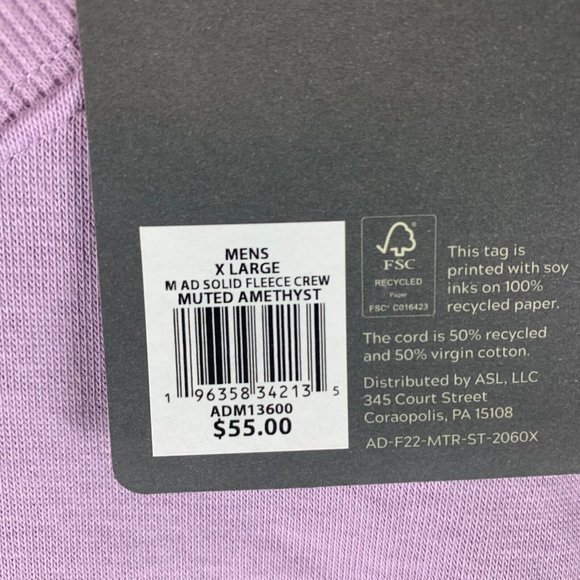 MENS
X LARGE
M AD SOLID FLEECE CREW
MUTED AMETHYST
1 96358 34213 5
ADM13600
$55.00
FSC
RECYCLED
Paper
FSC® C016423
This tag is
printed with soy
inks on 100%
recycled paper.
The cord is 50% recycled
and 50% virgin cotton.
Distributed by ASL, LLC
345 Court Street
Coraopolis, PA 15108
AD-F22-MTR-ST-2060X